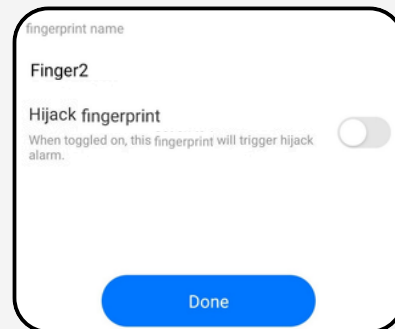 fingerprint name
Finger2
Hijack fingerprint
When toggled on, this fingerprint will trigger hijack
alarm.
Done